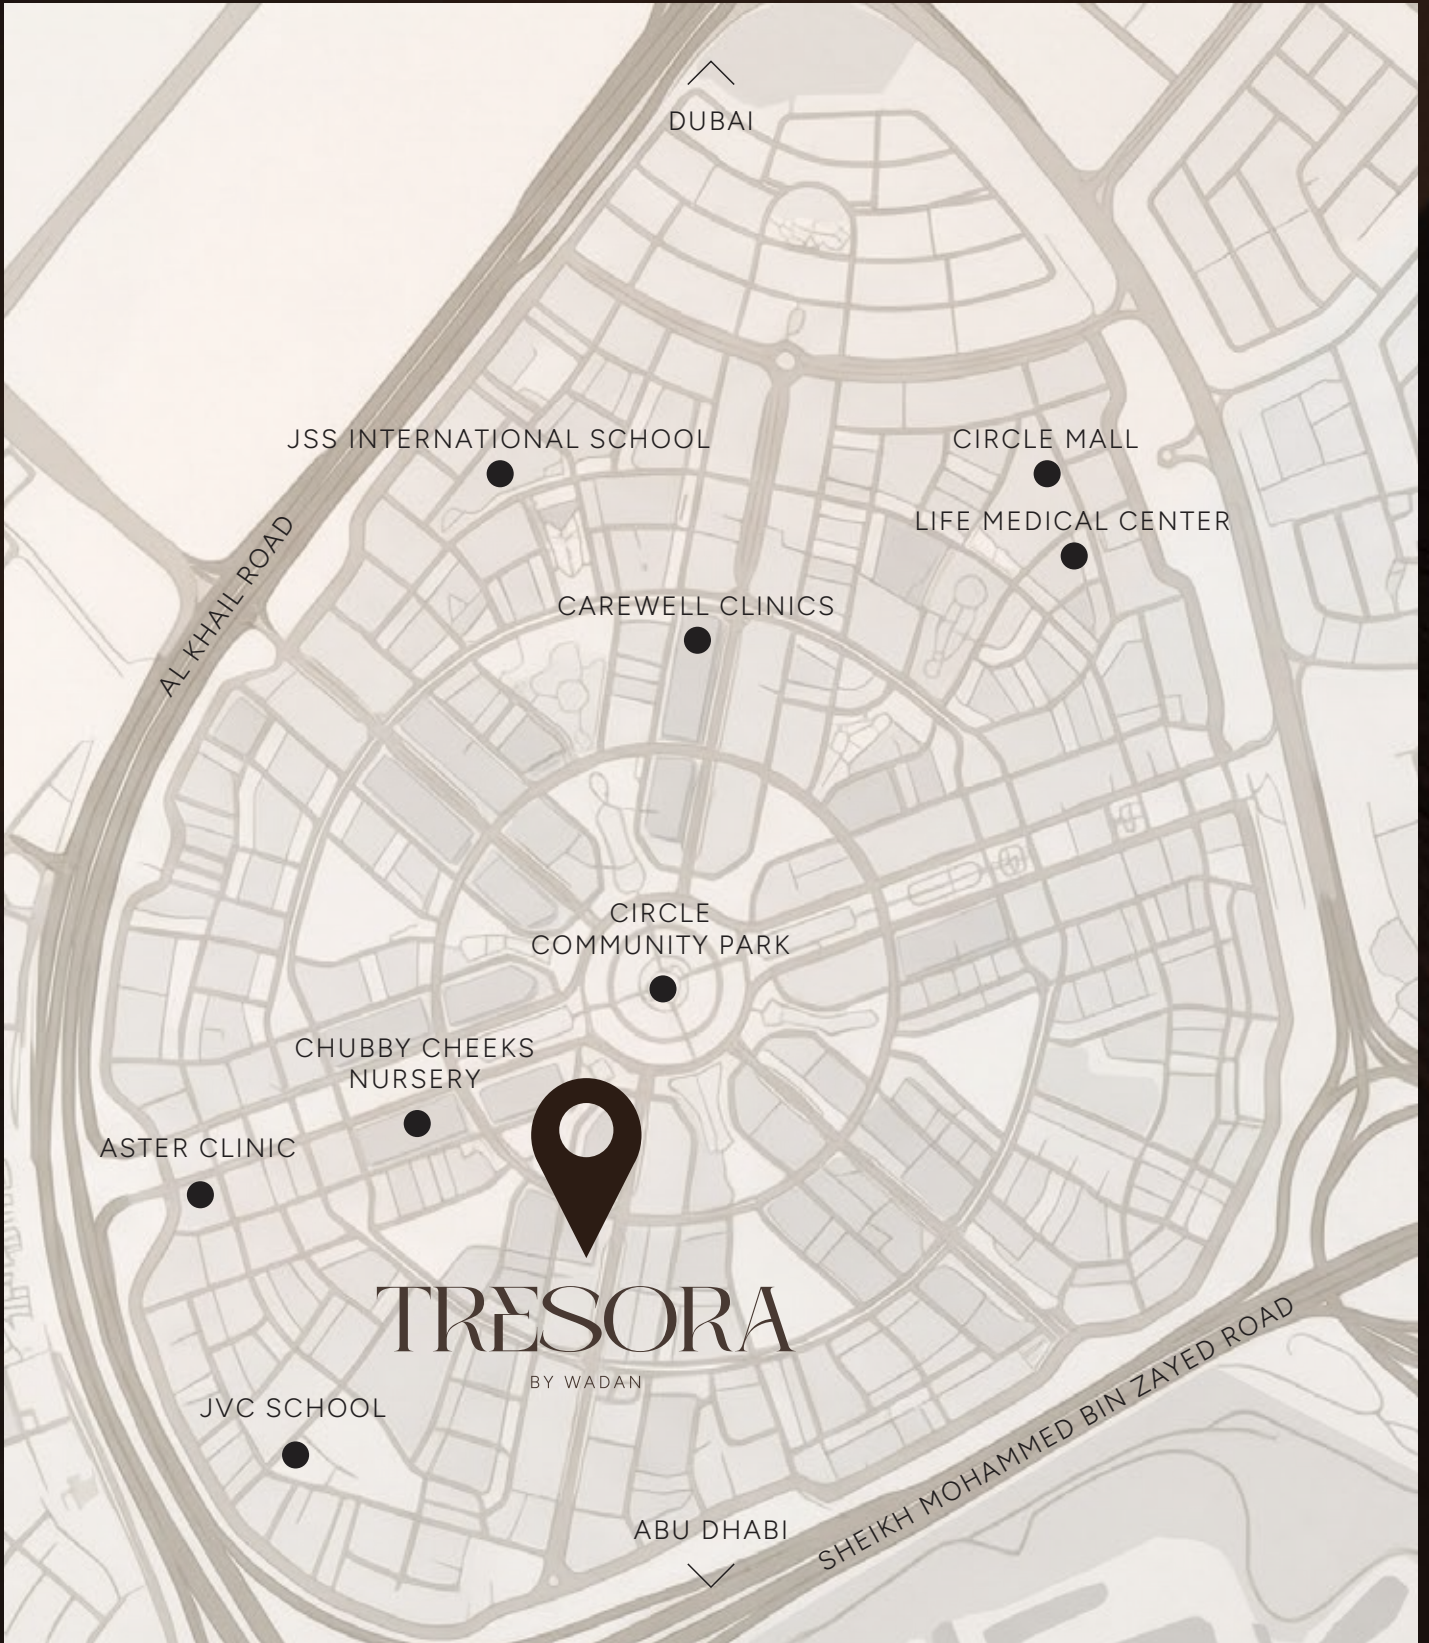 DUBAI
JSS INTERNATIONAL SCHOOL
CIRCLE MALL
LIFE MEDICAL CENTER
AL KHAIL ROAD
CAREWELL CLINICS
CIRCLE
COMMUNITY PARK
CHUBBY CHEEKS
NURSERY
ASTER CLINIC
TRESORA
BY WADAN
JVC SCHOOL
SHEIKH MOHAMMED BIN ZAYED ROAD
ABU DHABI